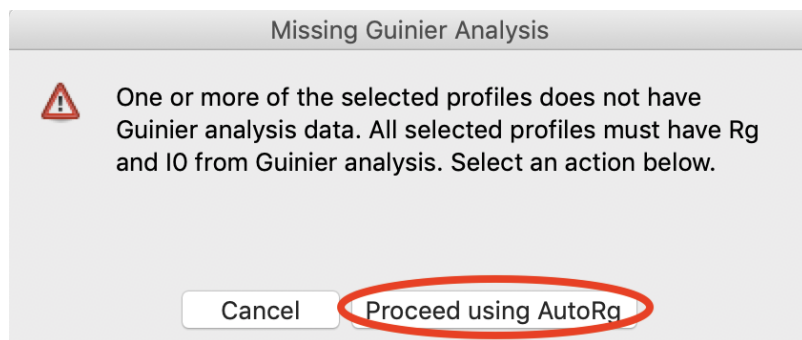 Missing Guinier Analysis
One or more of the selected profiles does not have
Guinier analysis data. All selected profiles must have Rg
and I0 from Guinier analysis. Select an action below.
Cancel
Proceed using AutoRg